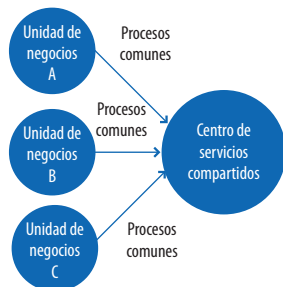 Unidad de
negocios
A
Procesos
comunes
Unidad de
negocios
B
Procesos
comunes
Centro de
servicios
compartidos
Unidad de
negocios
C
Procesos
comunes